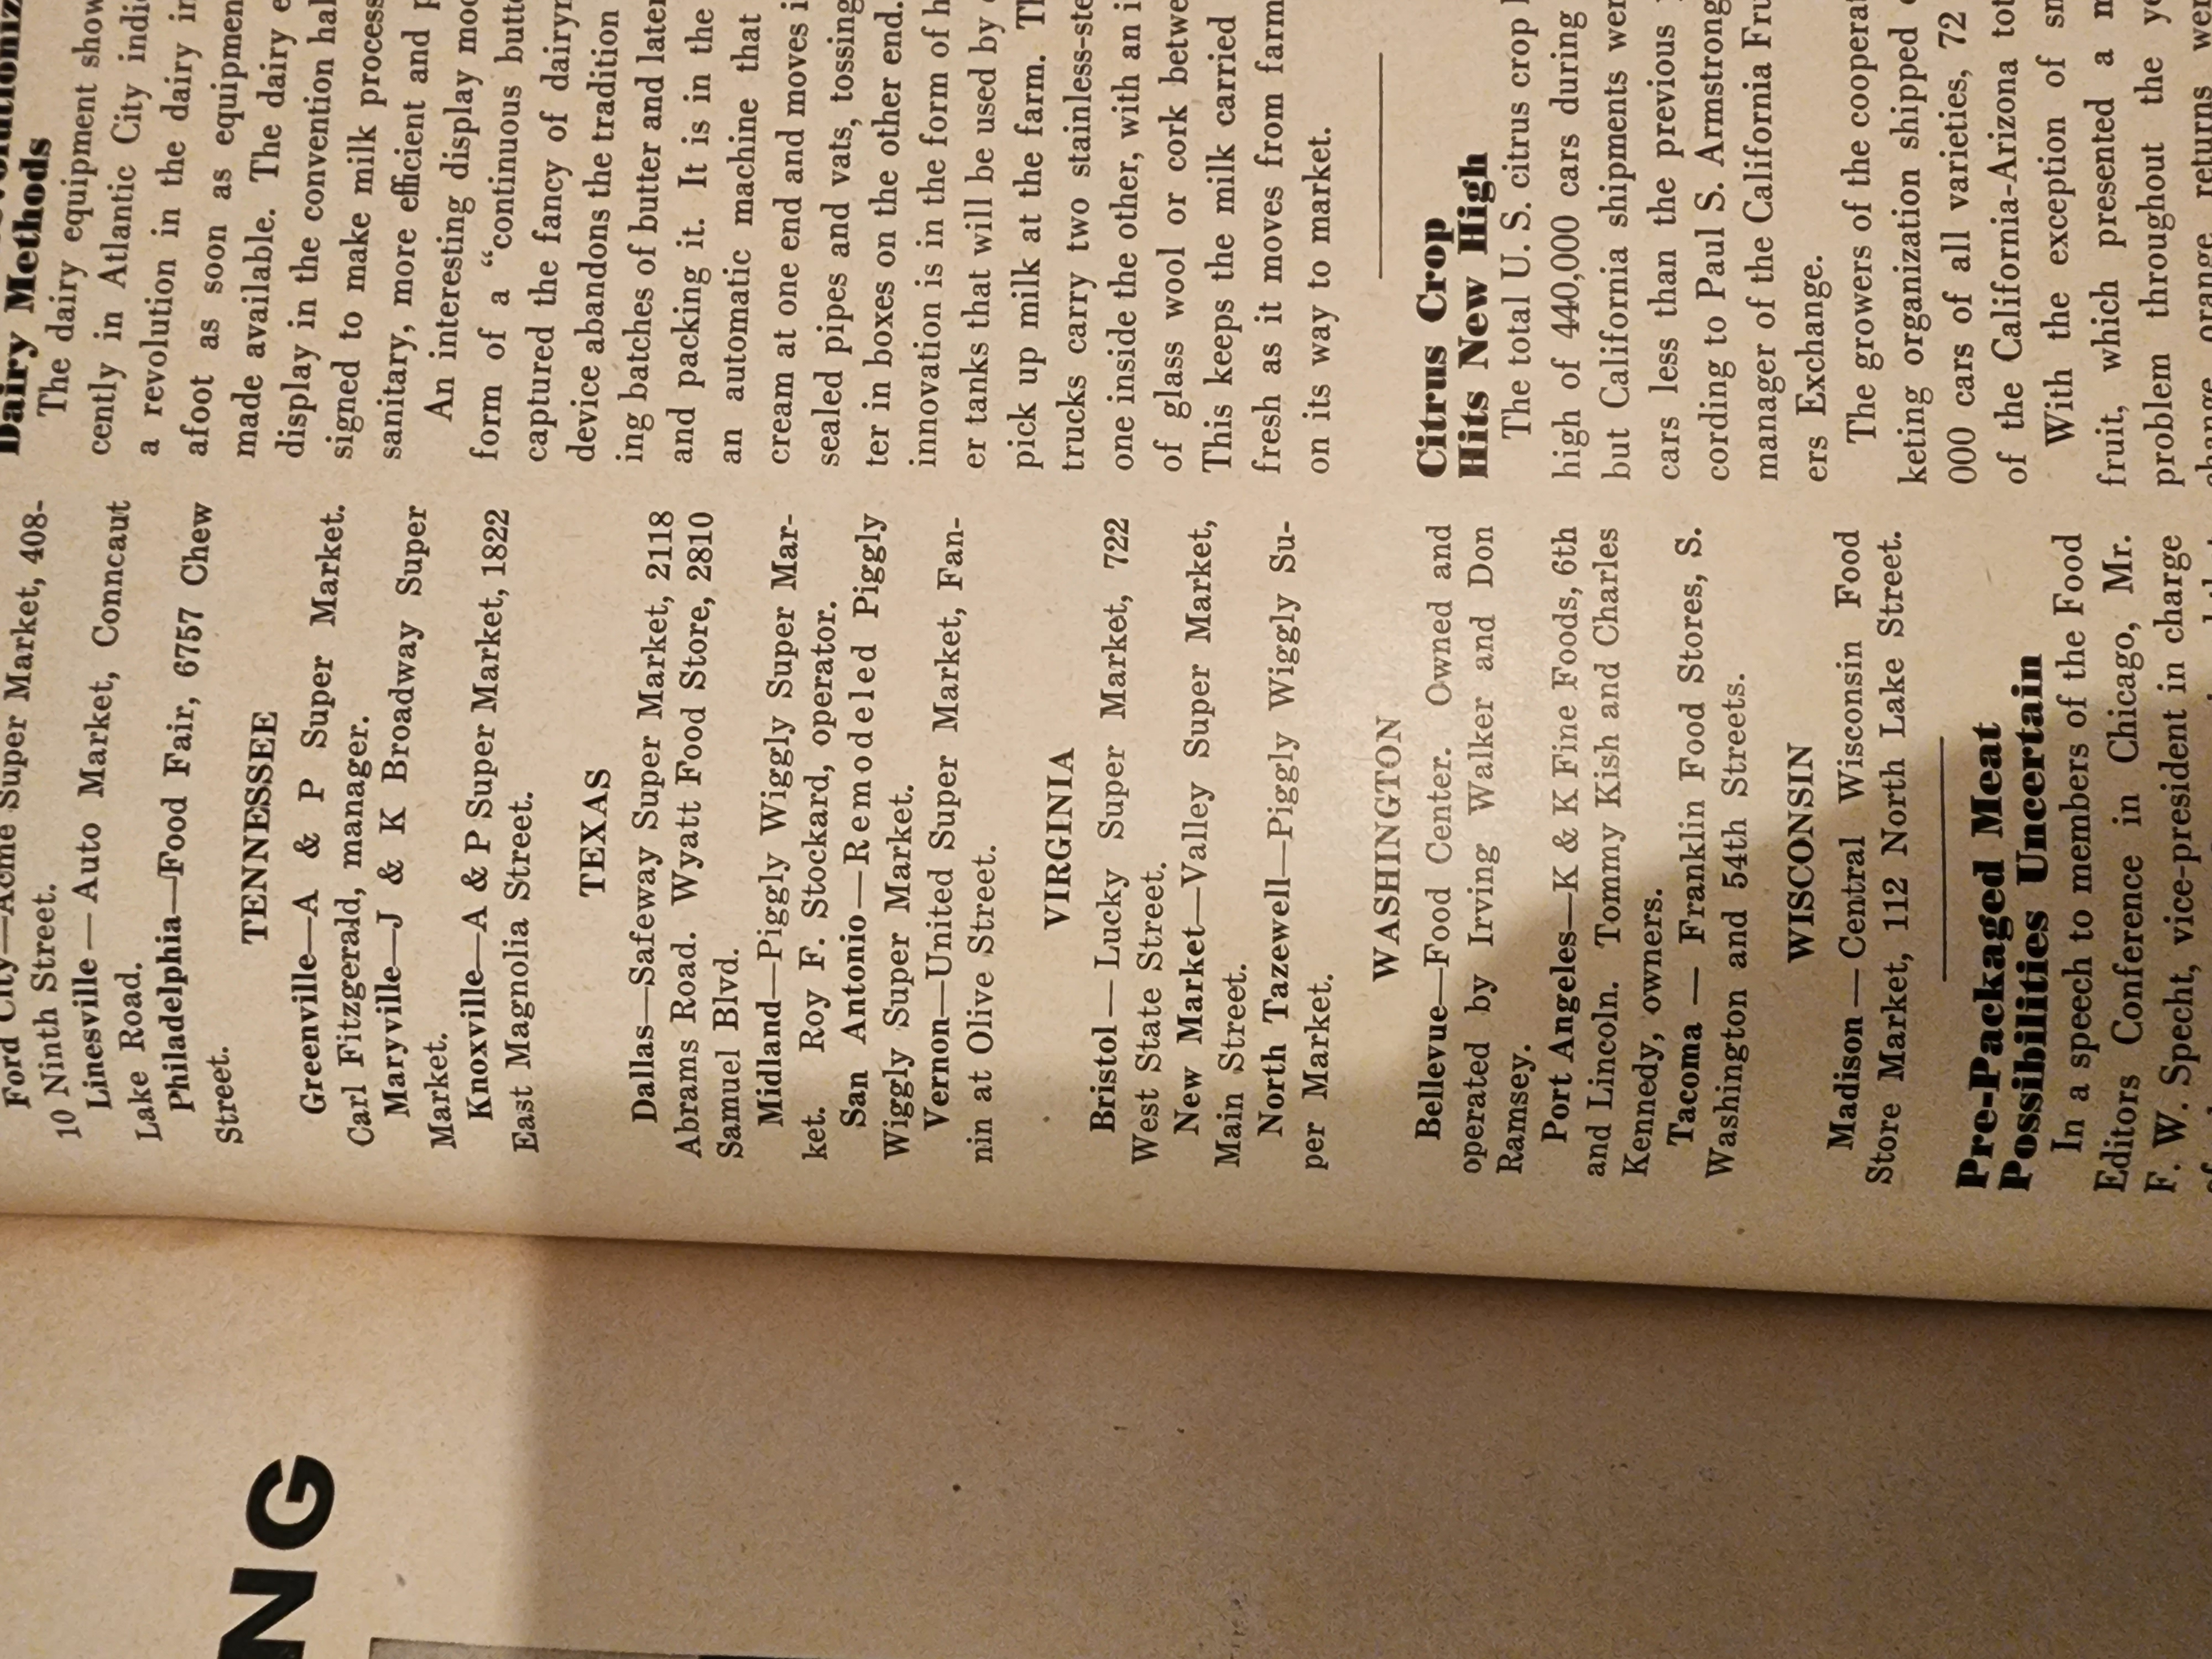 Ford City—Acme Super Market, 408-
10 Ninth Street.
Linesville — Auto Market, Conncaut
Lake Road.
Philadelphia—Food Fair, 6757 Chew
Street.
TENNESSEE
Greenville—A & P Super Market.
Carl Fitzgerald, manager.
Maryville—J & K Broadway Super
Market.
Knoxville—A & P Super Market, 1822
East Magnolia Street.
TEXAS
Dallas—Safeway Super Market, 2118
Abrams Road. Wyatt Food Store, 2810
Samuel Blvd.
Midland—Piggly Wiggly Super Mar-
ket. Roy F. Stockard, operator.
San Antonio—Remodeled Piggly
Wiggly Super Market.
Vernon—United Super Market, Fan-
nin at Olive Street.
VIRGINIA
Bristol — Lucky Super Market, 722
West State Street.
New Market—Valley Super Market,
Main Street.
North Tazewell—Piggly Wiggly Su-
per Market.
WASHINGTON
Bellevue—Food Center. Owned and
operated by Irving Walker and Don
Ramsey.
Port Angeles—K & K Fine Foods, 6th
and Lincoln. Tommy Kish and Charles
Kennedy, owners.
Tacoma — Franklin Food Stores, S.
Washington and 54th Streets.
WISCONSIN
Madison — Central Wisconsin Food
Store Market, 112 North Lake Street.
Pre-Packaged Meat
Possibilities Uncertain
In a speech to members of the Food
Editors Conference in Chicago, Mr.
F. W. Specht, vice-president in charge
Dairy Methods
The dairy equipment show
cently in Atlantic City
a revolution in the dairy
afoot as soon as
made available. The dairy
display in the convention
signed to make milk
sanitary, more efficient and
An interesting display
form of a “continuous
captured the fancy of
device abandons the tradition
ing batches of butter and later
and packing it. It is in the
an automatic machine that
cream at one end and moves
sealed pipes and vats, tossing
ter in boxes on the other end.
innovation is in the form of
er tanks that will be used by
pick up milk at the farm.
trucks carry two
one inside the other, with an
of glass wool or cork
This keeps the milk carried
fresh as it moves from farm
on its way to market.
Citrus Crop
Hits New High
The total U. S. citrus crop
high of 440,000 cars during
but California shipments
cars less than the previous
cording to Paul S. Armstrong
manager of the California
ers Exchange.
The growers of the
keting organization shipped
000 cars of all varieties, 72
of the California-Arizona
With the exception of
fruit, which presented a
problem throughout the
NG